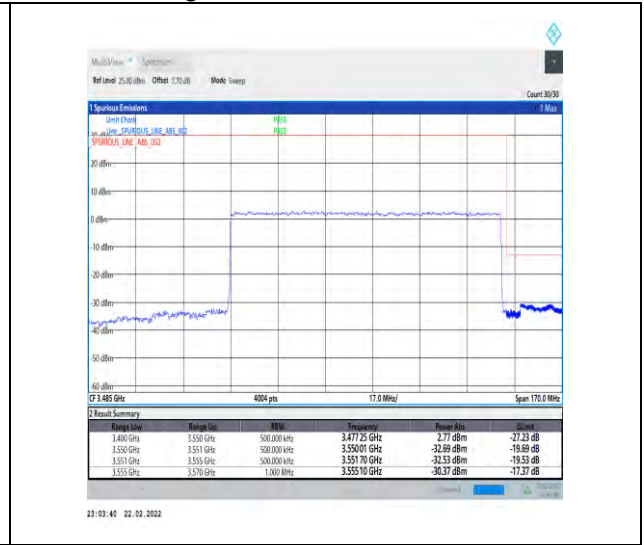 MultiView Spectrum
Ref Level 25.00 dBm Offset 7.70 dB Mode Sweep
Count 30/30
1 Spurious Emissions 1 Max
Limit Check PASS
Line _SPURIOUS_LINE_ABS_002 PASS
SPURIOUS_LINE_ABS_002
20 dBm
10 dBm
0 dBm
-10 dBm
-20 dBm
-30 dBm
-40 dBm
-50 dBm
-60 dBm
CF 3.485 GHz 4004 pts 17.0 MHz/ Span 170.0 MHz
2 Result Summary
Range Low Range Up RBW Frequency Power Abs ΔLimit
3.400 GHz 3.550 GHz 500.000 kHz 3.477 25 GHz 2.77 dBm -27.23 dB
3.550 GHz 3.551 GHz 500.000 kHz 3.550 01 GHz -32.69 dBm -19.69 dB
3.551 GHz 3.555 GHz 500.000 kHz 3.551 70 GHz -32.53 dBm -19.53 dB
3.555 GHz 3.570 GHz 1.000 MHz 3.555 10 GHz -30.37 dBm -17.37 dB
23:03:40 22.02.2022